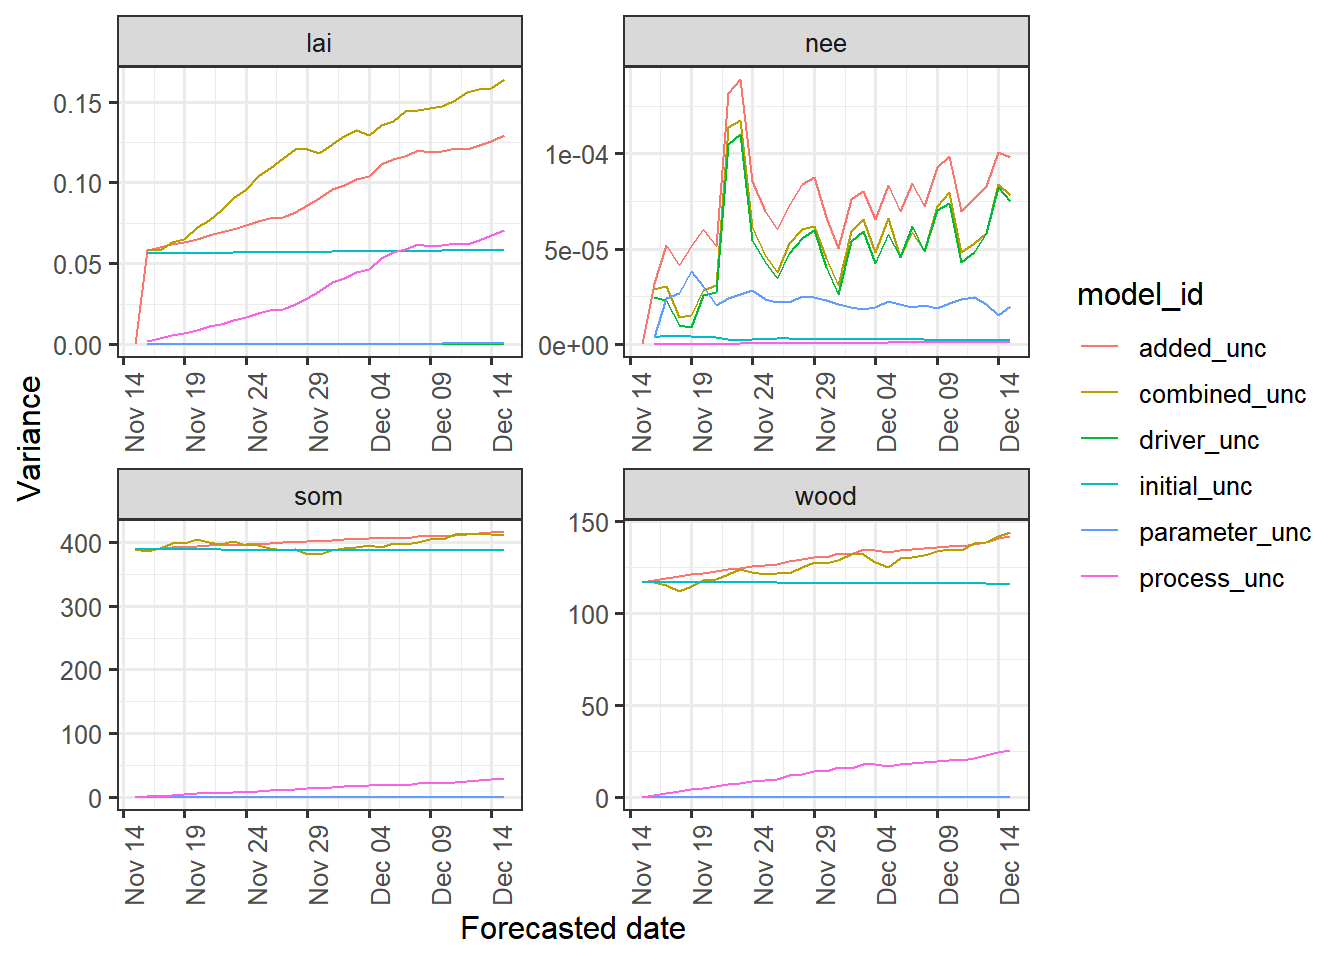 lai
nee
0.15
0.10
0.05
0.00
1e-04
5e-05
0e+00
Nov 14
Nov 19
Nov 24
Nov 29
Dec 04
Dec 09
Dec 14
Nov 14
Nov 19
Nov 24
Nov 29
Dec 04
Dec 09
Dec 14
Variance
som
wood
400
300
200
100
0
150
100
50
0
Nov 14
Nov 19
Nov 24
Nov 29
Dec 04
Dec 09
Dec 14
Nov 14
Nov 19
Nov 24
Nov 29
Dec 04
Dec 09
Dec 14
Forecasted date
model_id
added_unc
combined_unc
driver_unc
initial_unc
parameter_unc
process_unc